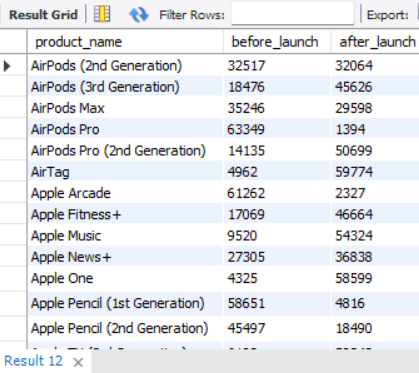 Result Grid Filter Rows: Export:
product_name before_launch after_launch
AirPods (2nd Generation) 32517 32064
AirPods (3rd Generation) 18476 45626
AirPods Max 35246 29598
AirPods Pro 63349 1394
AirPods Pro (2nd Generation) 14135 50699
AirTag 4962 59774
Apple Arcade 61262 2327
Apple Fitness+ 17069 46664
Apple Music 9520 54324
Apple News+ 27305 36838
Apple One 4325 58599
Apple Pencil (1st Generation) 58651 4816
Apple Pencil (2nd Generation) 45497 18490
Result 12